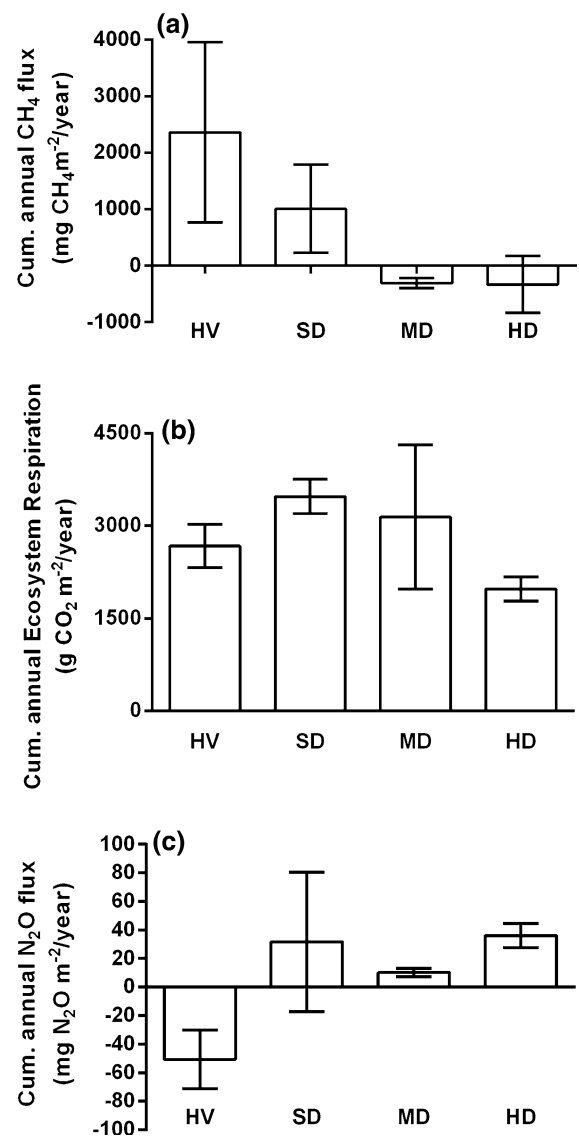 (a)
Cum. annual CH₄ flux
(mg CH₄m⁻²/year)
4000
3000
2000
1000
0
-1000
HV SD MD HD
(b)
Cum. annual Ecosystem Respiration
(g CO₂ m⁻²/year)
4500
3000
1500
0
HV SD MD HD
(c)
Cum. annual N₂O flux
(mg N₂O m⁻²/year)
100
80
60
40
20
0
-20
-40
-60
-80
-100
HV SD MD HD